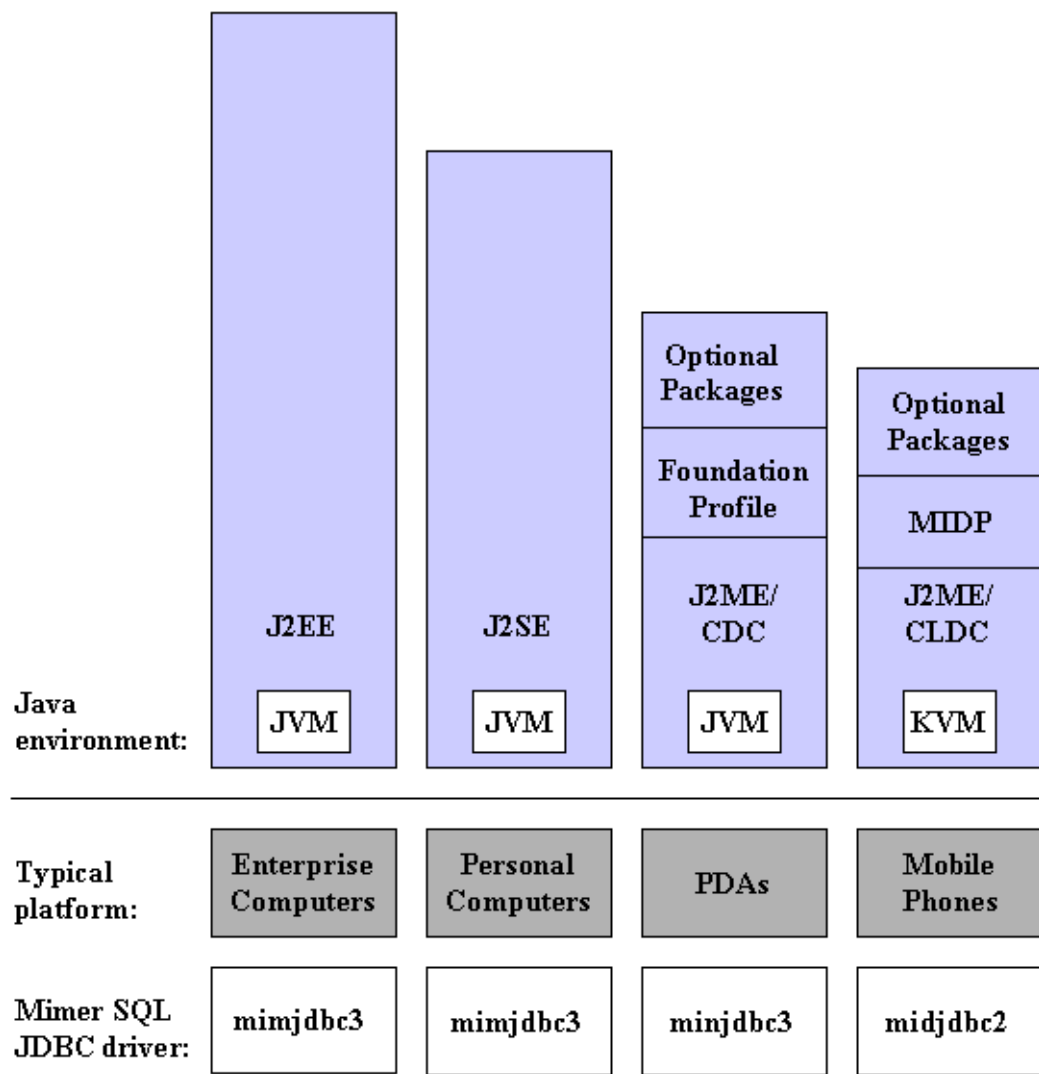 Optional
Packages
Optional
Packages
Foundation
Profile
MIDP
J2EE
J2SE
J2ME/
CDC
J2ME/
CLDC
Java
environment:
JVM
JVM
JVM
KVM
Typical
platform:
Enterprise
Computers
Personal
Computers
PDAs
Mobile
Phones
Mimer SQL
JDBC driver:
mimjdbc3
mimjdbc3
minjdbc3
midjdbc2